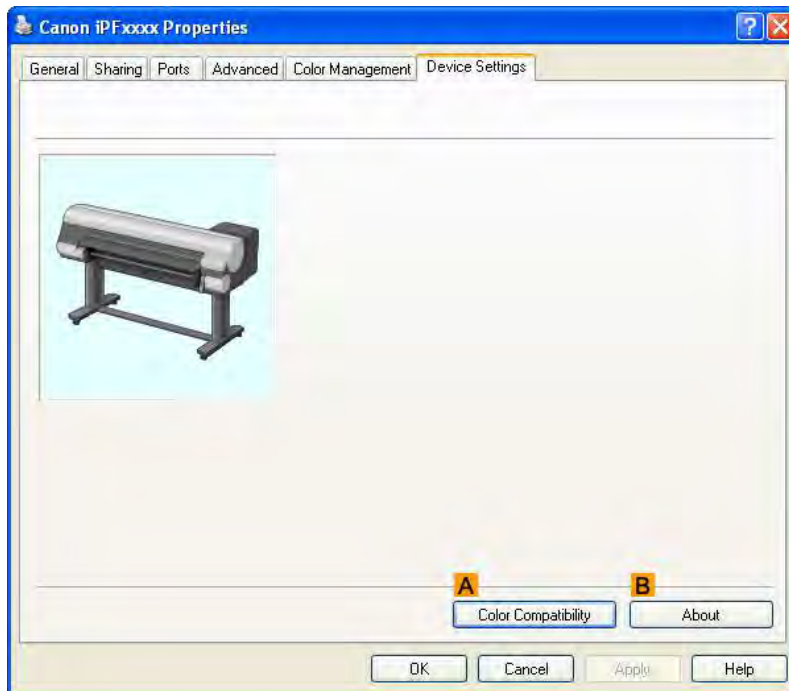 Canon iPFxxxx Properties
General Sharing Ports Advanced Color Management Device Settings
A B
Color Compatibility About
OK Cancel Apply Help